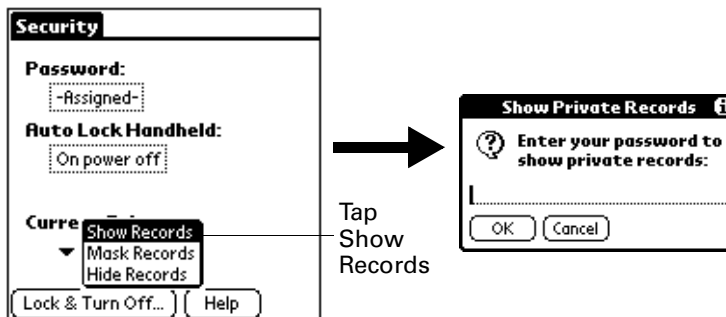 Security
Password:
-Assigned-
Auto Lock Handheld:
On power off
Curre
Show Records
Mask Records
Hide Records
Lock & Turn Off...
Help
Tap
Show
Records
Show Private Records
Enter your password to
show private records:
OK
Cancel